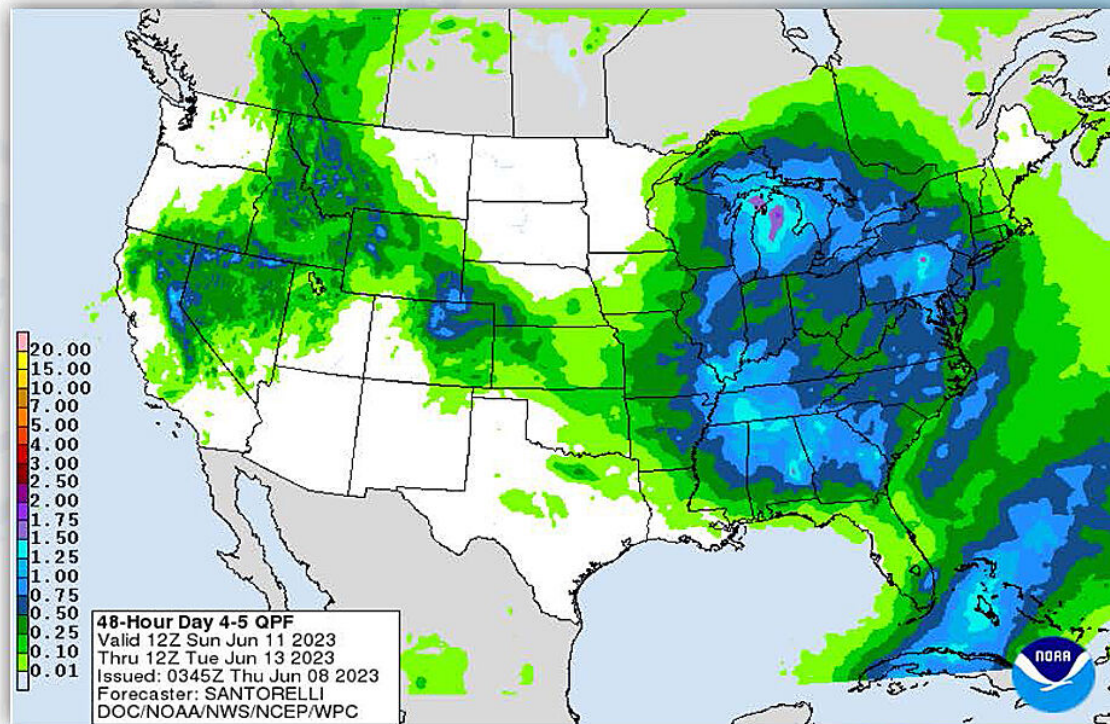 20.00
15.00
10.00
7.00
5.00
4.00
3.00
2.50
2.00
1.75
1.50
1.25
1.00
0.75
0.50
0.25
0.10
0.01
48-Hour Day 4-5 QPF
Valid 12Z Sun Jun 11 2023
Thru 12Z Tue Jun 13 2023
Issued: 0345Z Thu Jun 08 2023
Forecaster: SANTORELLI
DOC/NOAA/NWS/NCEP/WPC
NOAA